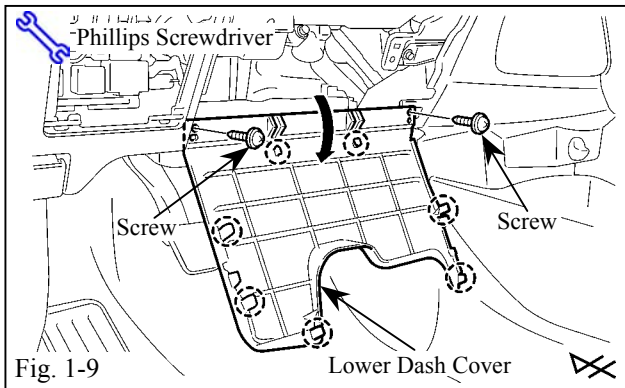 Phillips Screwdriver
Screw
Screw
Lower Dash Cover
Fig. 1-9